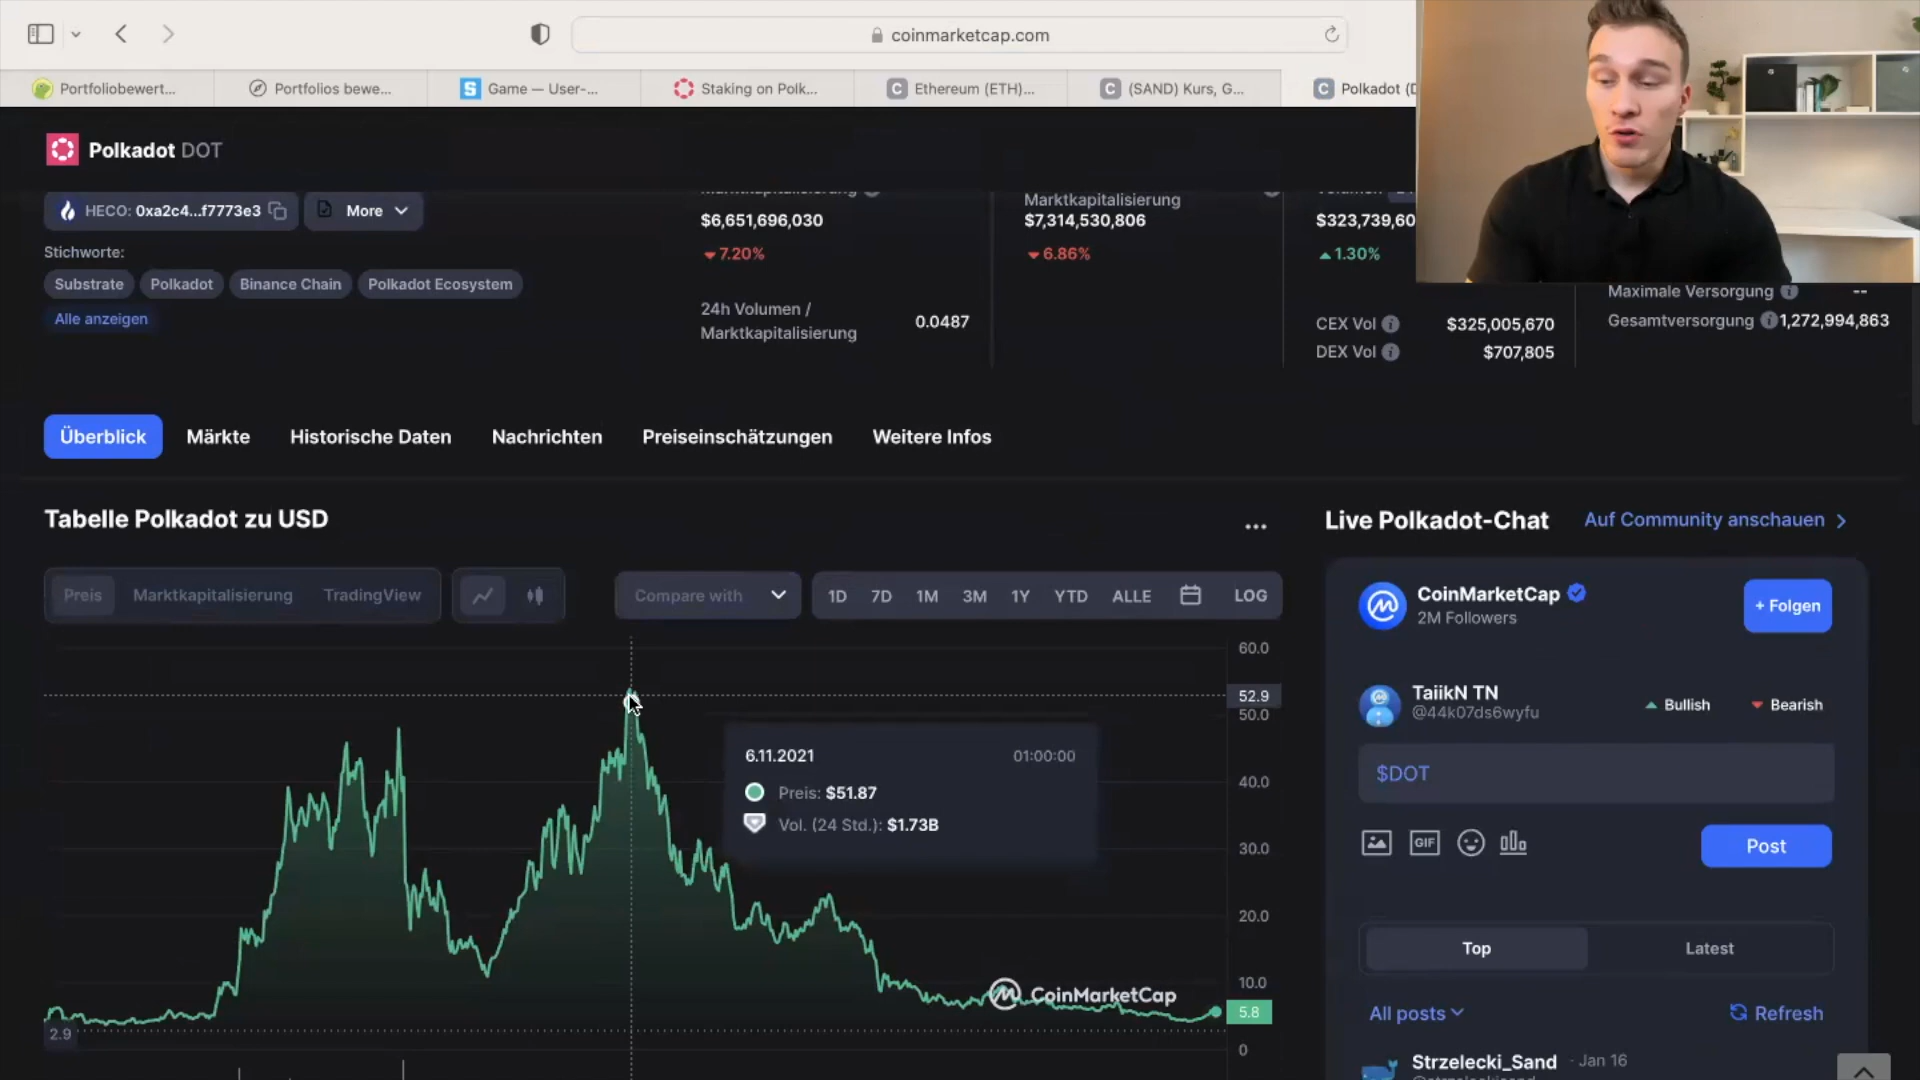 coinmarketcap.com
Portfoliobewert...
Portfolios bewe...
Game — User-...
Staking on Polk...
Ethereum (ETH)...
(SAND) Kurs, G...
Polkadot (D
Polkadot DOT
HECO: 0xa2c4...f7773e3
More
Stichworte:
Substrate
Polkadot
Binance Chain
Polkadot Ecosystem
Alle anzeigen
Marktkapitalisierung
$6,651,696,030
7.20%
24h Volumen /
Marktkapitalisierung
0.0487
Marktkapitalisierung
$7,314,530,806
6.86%
$323,739,60
1.30%
CEX Vol
$325,005,670
DEX Vol
$707,805
Maximale Versorgung
--
Gesamtversorgung
1,272,994,863
Überblick
Märkte
Historische Daten
Nachrichten
Preiseinschätzungen
Weitere Infos
Tabelle Polkadot zu USD
...
Preis
Marktkapitalisierung
TradingView
Compare with
1D
7D
1M
3M
1Y
YTD
ALLE
LOG
60.0
52.9
50.0
40.0
30.0
20.0
10.0
5.8
0
2.9
6.11.2021
01:00:00
Preis: $51.87
Vol. (24 Std.): $1.73B
CoinMarketCap
Live Polkadot-Chat
Auf Community anschauen
CoinMarketCap
2M Followers
+ Folgen
TaiikN TN
@44k07ds6wyfu
Bullish
Bearish
$DOT
GIF
Post
Top
Latest
All posts
Refresh
Strzelecki_Sand · Jan 16